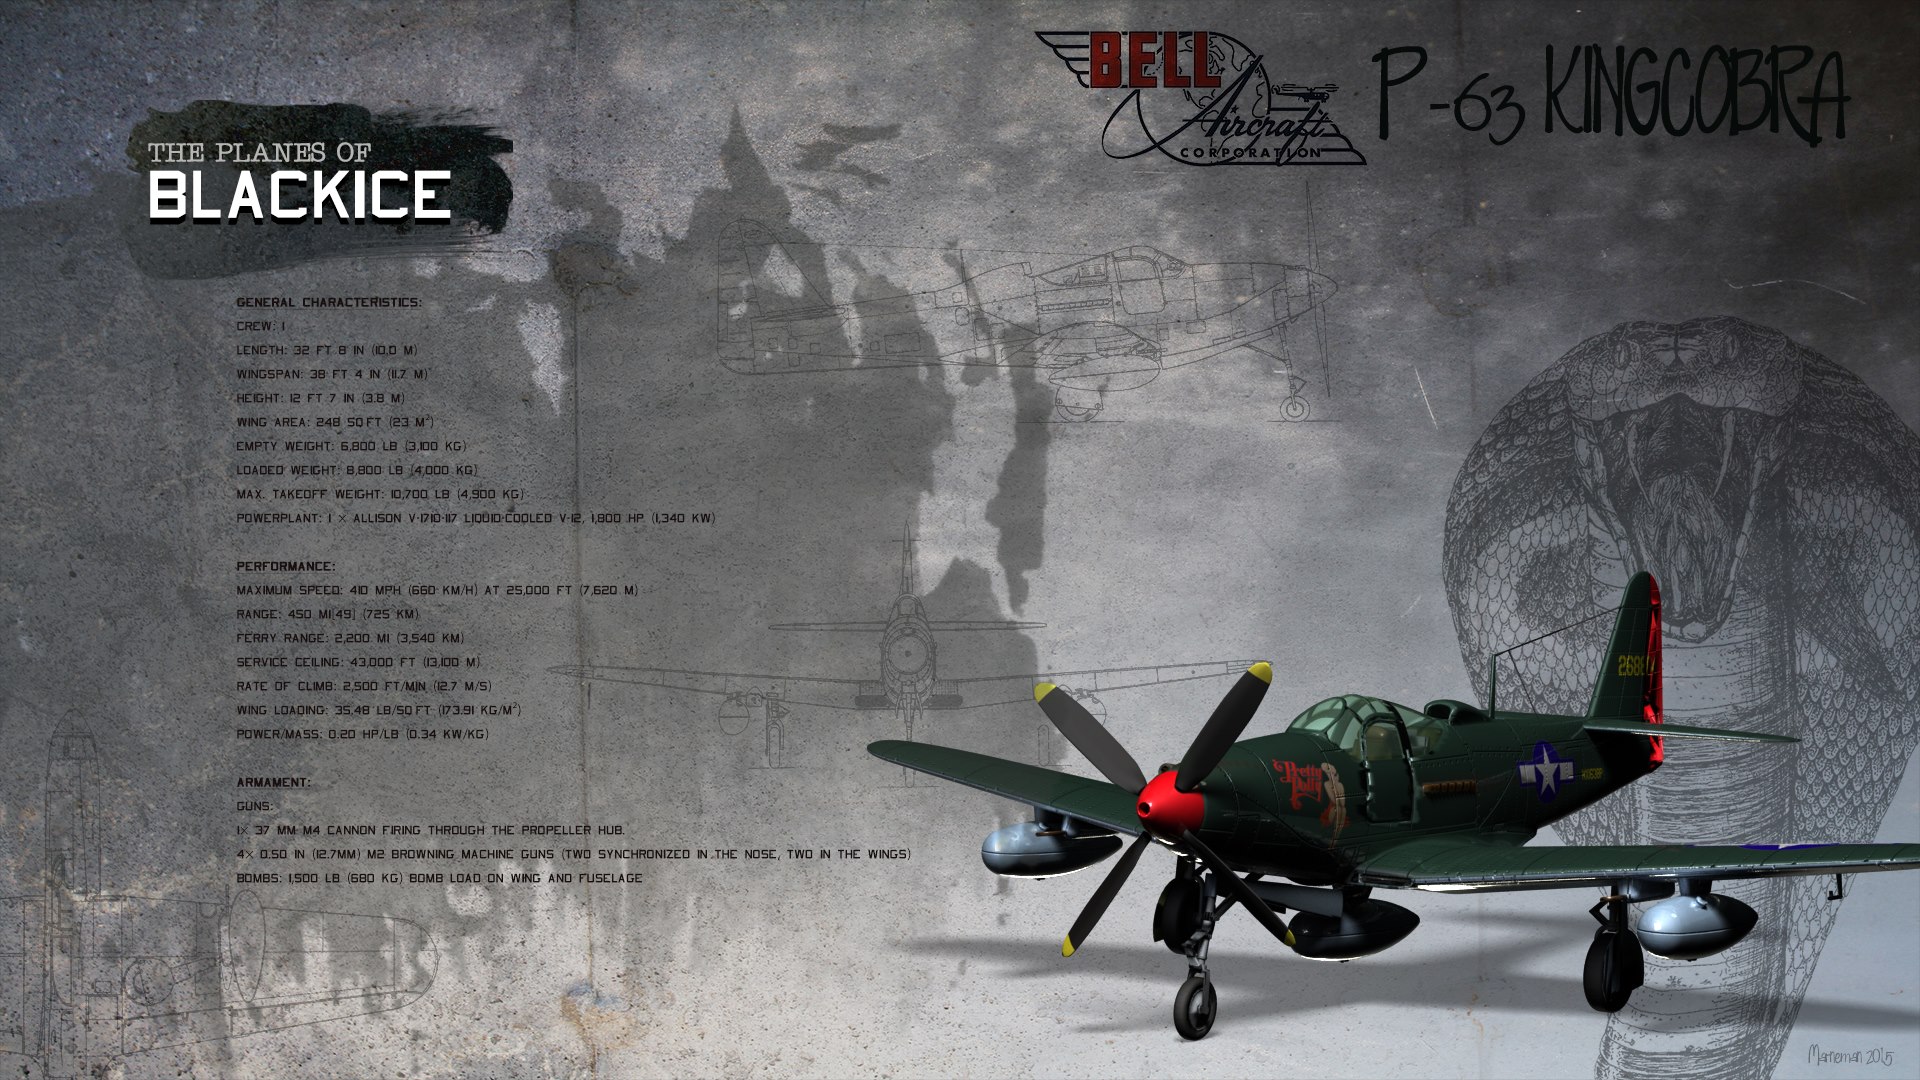 BELL
Aircraft
CORPORATION
P-63 KINGCOBRA
THE PLANES OF
BLACKICE
GENERAL CHARACTERISTICS:
CREW: 1
LENGTH: 32 FT 8 IN (10.0 M)
WINGSPAN: 38 FT 4 IN (11.7 M)
HEIGHT: 12 FT 7 IN (3.8 M)
WING AREA: 248 SQ FT (23 M²)
EMPTY WEIGHT: 6,800 LB (3,100 KG)
LOADED WEIGHT: 8,800 LB (4,000 KG)
MAX. TAKEOFF WEIGHT: 10,700 LB (4,900 KG)
POWERPLANT: 1 × ALLISON V-1710-117 LIQUID-COOLED V-12, 1,800 HP (1,340 KW)
PERFORMANCE:
MAXIMUM SPEED: 410 MPH (660 KM/H) AT 25,000 FT (7,620 M)
RANGE: 450 MI[49] (725 KM)
FERRY RANGE: 2,200 MI (3,540 KM)
SERVICE CEILING: 43,000 FT (13,100 M)
RATE OF CLIMB: 2,500 FT/MIN (12.7 M/S)
WING LOADING: 35.48 LB/SQ FT (173.91 KG/M²)
POWER/MASS: 0.20 HP/LB (0.34 KW/KG)
ARMAMENT:
GUNS:
1× 37 MM M4 CANNON FIRING THROUGH THE PROPELLER HUB.
4× 0.50 IN (12.7MM) M2 BROWNING MACHINE GUNS (TWO SYNCHRONIZED IN THE NOSE, TWO IN THE WINGS)
BOMBS: 1,500 LB (680 KG) BOMB LOAD ON WING AND FUSELAGE
Pretty
Polly
Marneman 2015